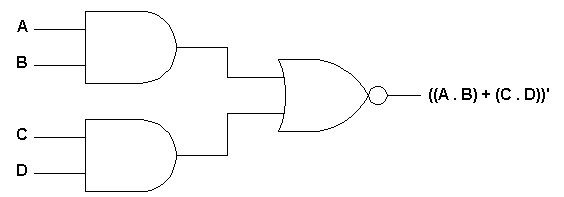 A
B
C
D
((A . B) + (C . D))'